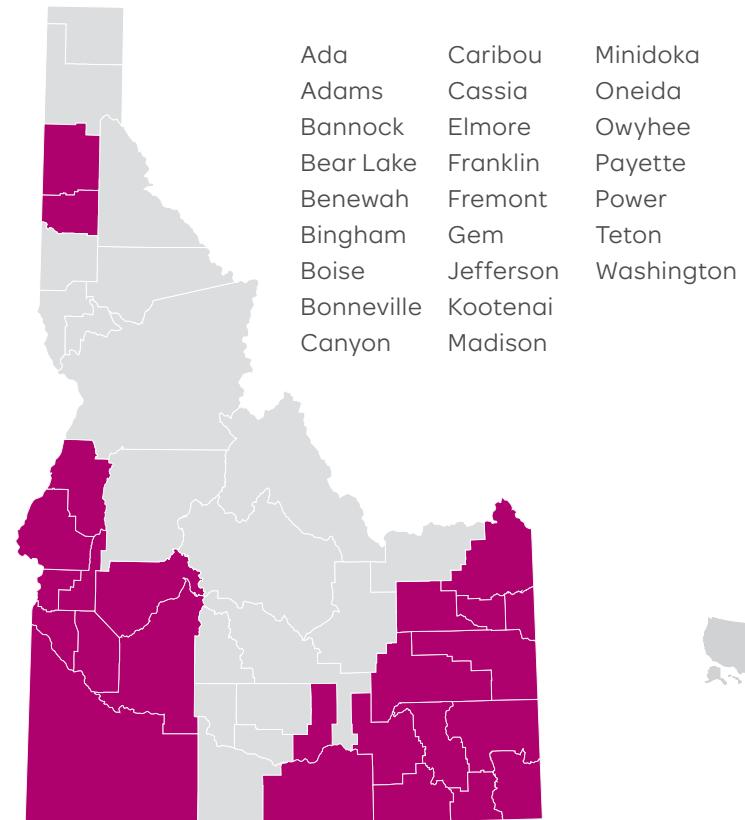 Ada
Adams
Bannock
Bear Lake
Benewah
Bingham
Boise
Bonneville
Canyon
Caribou
Cassia
Elmore
Franklin
Fremont
Gem
Jefferson
Kootenai
Madison
Minidoka
Oneida
Owyhee
Payette
Power
Teton
Washington